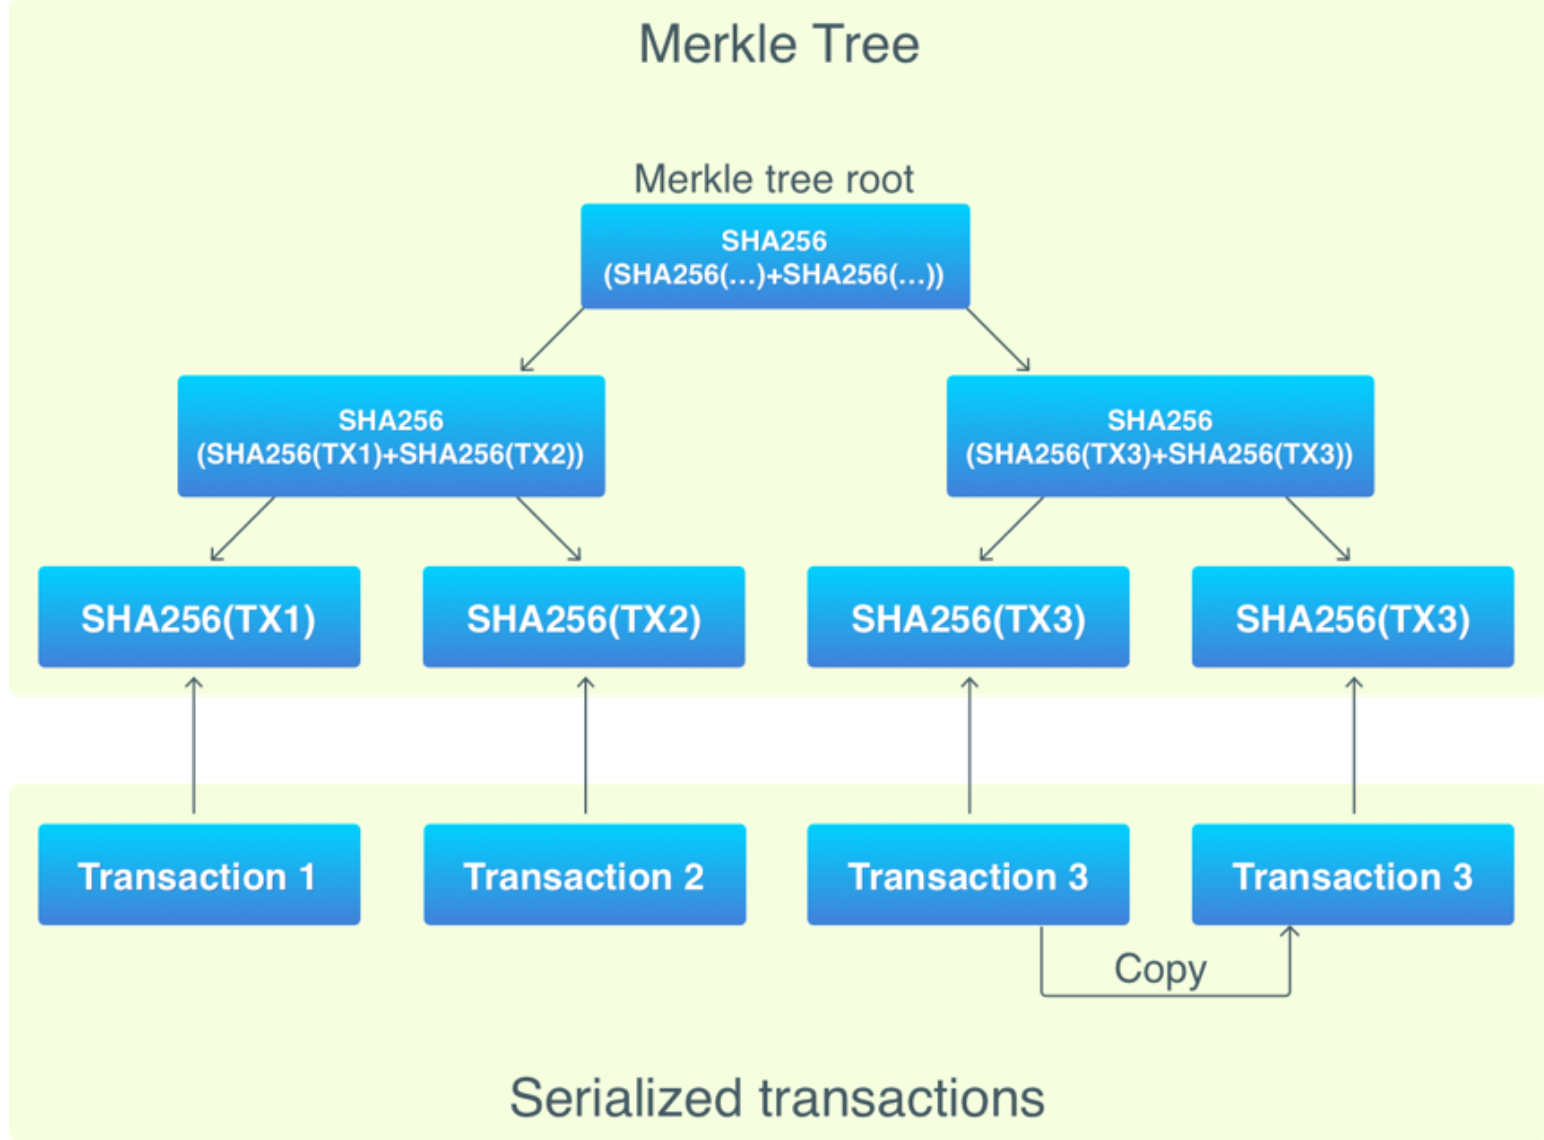 Merkle Tree
Merkle tree root
SHA256
(SHA256(...)+SHA256(...))
SHA256
(SHA256(TX1)+SHA256(TX2))
SHA256
(SHA256(TX3)+SHA256(TX3))
SHA256(TX1)
SHA256(TX2)
SHA256(TX3)
SHA256(TX3)
Transaction 1
Transaction 2
Transaction 3
Transaction 3
Copy
Serialized transactions